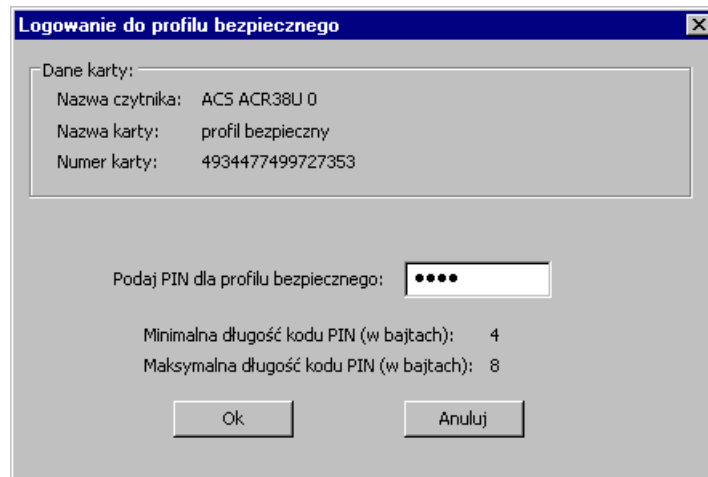 Logowanie do profilu bezpiecznego
Dane karty:
Nazwa czytnika: ACS ACR38U 0
Nazwa karty: profil bezpieczny
Numer karty: 4934477499727353
Podaj PIN dla profilu bezpiecznego: ••••
Minimalna długość kodu PIN (w bajtach): 4
Maksymalna długość kodu PIN (w bajtach): 8
Ok Anuluj